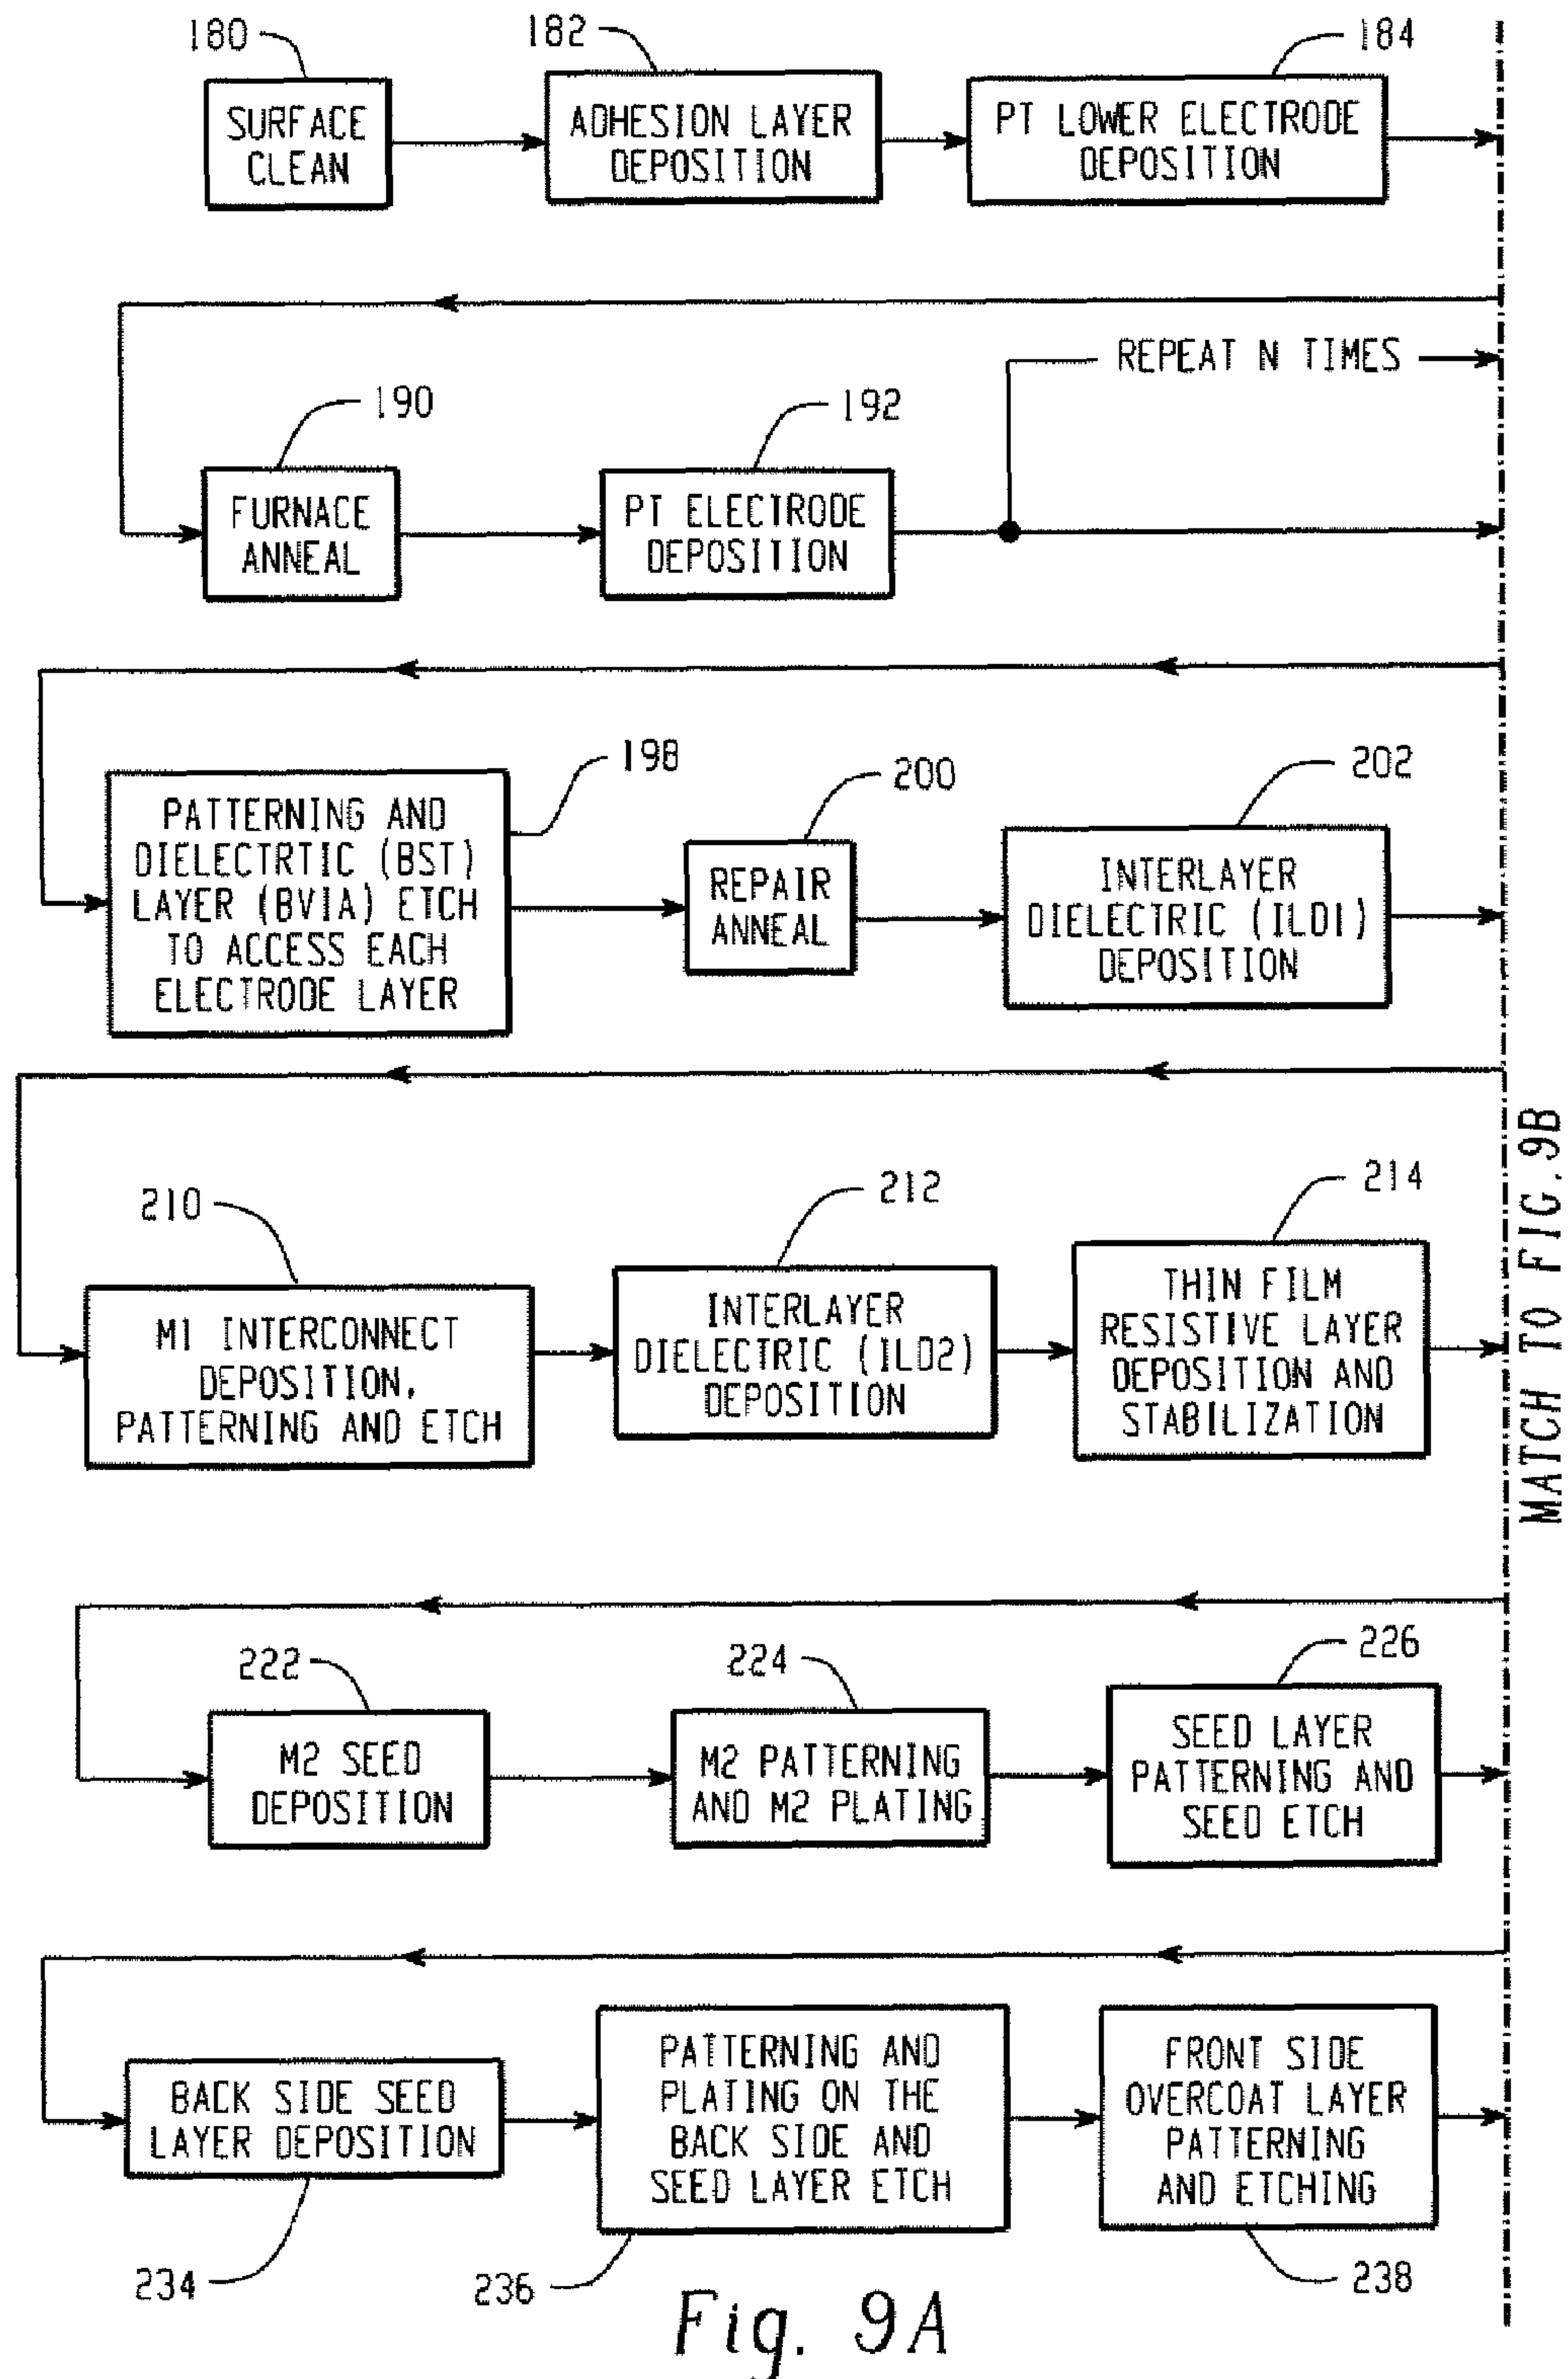 180
182
184
SURFACE
CLEAN
ADHESION LAYER
DEPOSITION
PT LOWER ELECTRODE
DEPOSITION
REPEAT N TIMES
190
192
FURNACE
ANNEAL
PT ELECTRODE
DEPOSITION
198
200
202
PATTERNING AND
DIELECTRTIC (BST)
LAYER (BVIA) ETCH
TO ACCESS EACH
ELECTRODE LAYER
REPAIR
ANNEAL
INTERLAYER
DIELECTRIC (ILD1)
DEPOSITION
210
212
214
M1 INTERCONNECT
DEPOSITION,
PATTERNING AND ETCH
INTERLAYER
DIELECTRIC (ILD2)
DEPOSITION
THIN FILM
RESISTIVE LAYER
DEPOSITION AND
STABILIZATION
MATCH TO FIG. 9B
222
224
226
M2 SEED
DEPOSITION
M2 PATTERNING
AND M2 PLATING
SEED LAYER
PATTERNING AND
SEED ETCH
BACK SIDE SEED
LAYER DEPOSITION
PATTERNING AND
PLATING ON THE
BACK SIDE AND
SEED LAYER ETCH
FRONT SIDE
OVERCOAT LAYER
PATTERNING
AND ETCHING
234
236
238
Fig. 9A